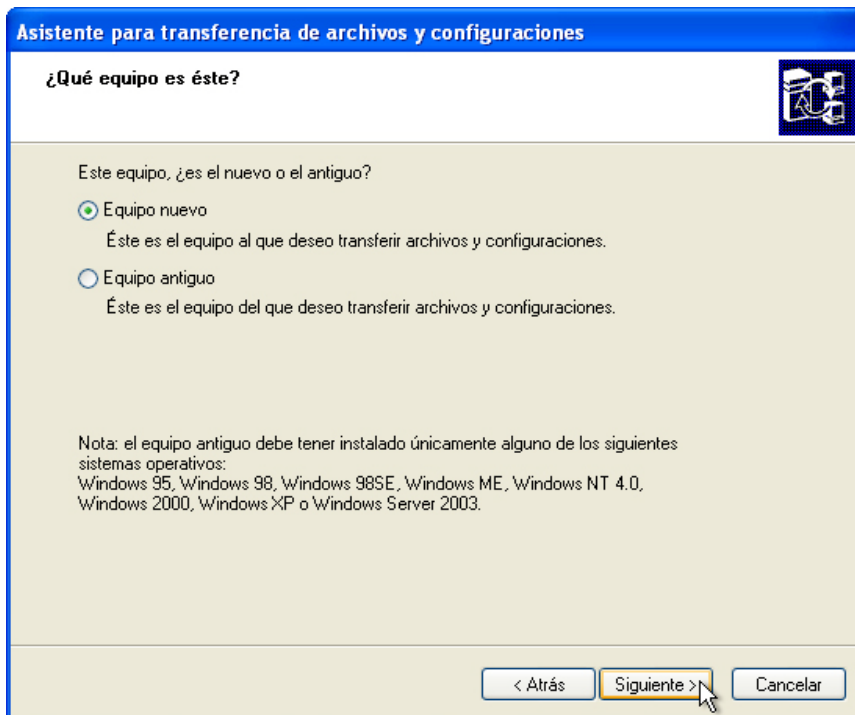 Asistente para transferencia de archivos y configuraciones
¿Qué equipo es éste?
Este equipo, ¿es el nuevo o el antiguo?
Equipo nuevo
Éste es el equipo al que deseo transferir archivos y configuraciones.
Equipo antiguo
Éste es el equipo del que deseo transferir archivos y configuraciones.
Nota: el equipo antiguo debe tener instalado únicamente alguno de los siguientes
sistemas operativos:
Windows 95, Windows 98, Windows 98SE, Windows ME, Windows NT 4.0,
Windows 2000, Windows XP o Windows Server 2003.
< Atrás
Siguiente >
Cancelar